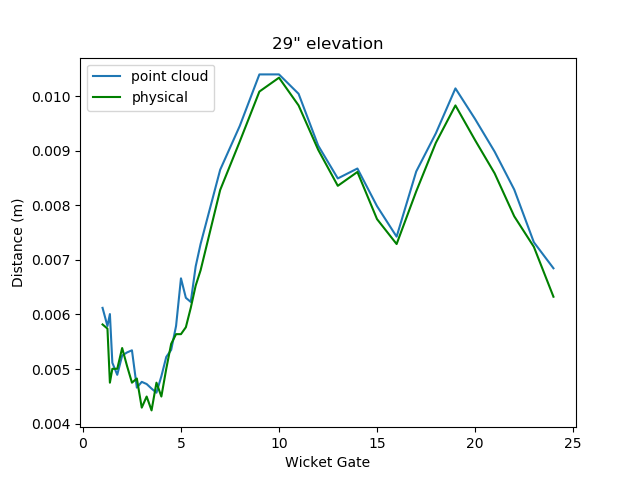 29" elevation
point cloud
physical
0.010
0.009
0.008
0.007
0.006
0.005
0.004
Distance (m)
0 5 10 15 20 25
Wicket Gate